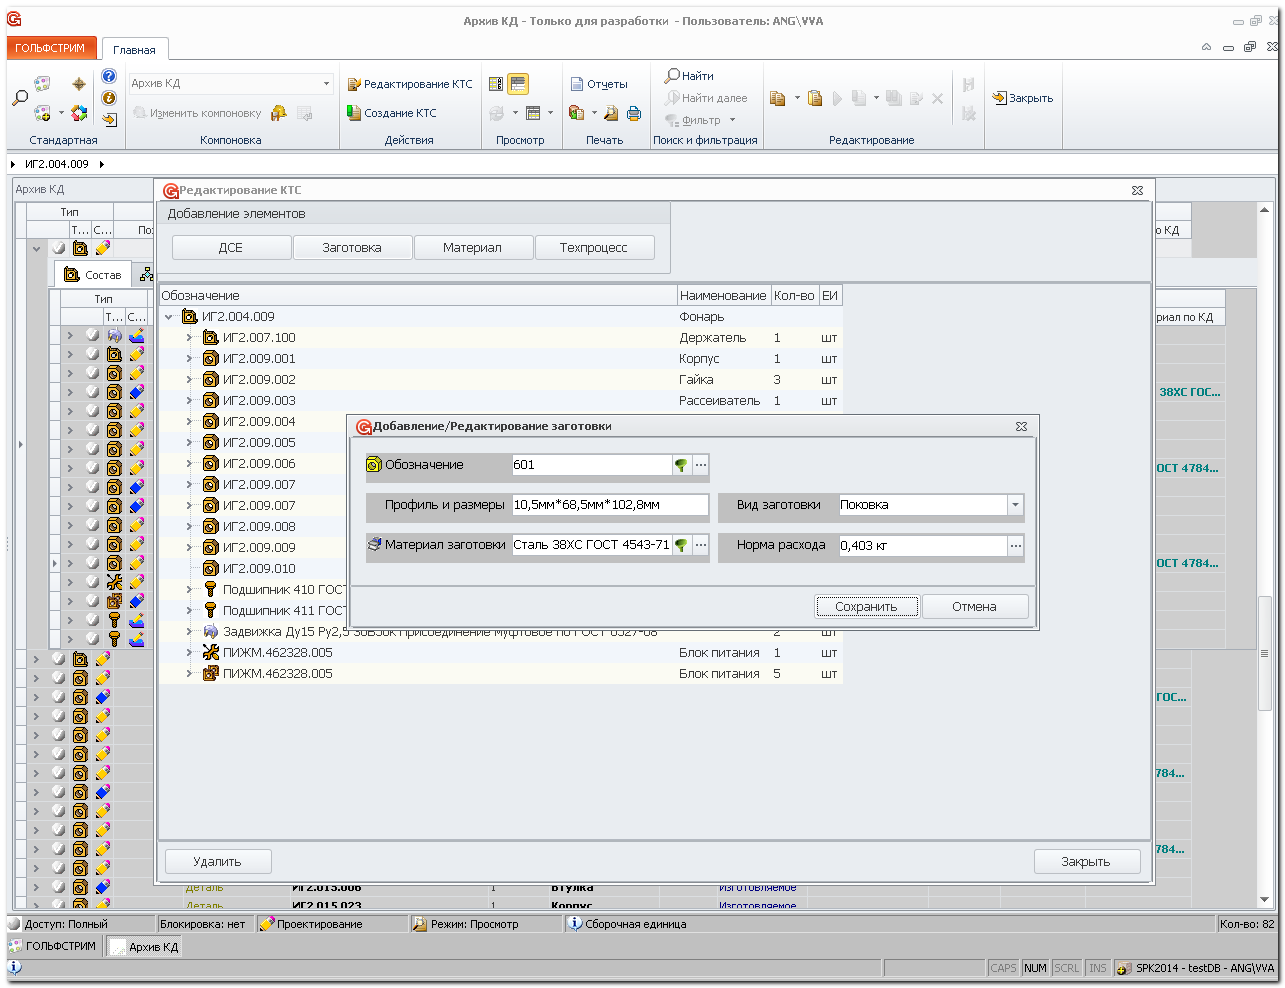 Архив КД - Только для разработки - Пользователь: ANG\VVA
ГОЛЬФСТРИМ
Главная
Архив КД
Изменить компоновку
Редактирование КТС
Создание КТС
Отчеты
Найти
Найти далее
Фильтр
Закрыть
Стандартная
Компоновка
Действия
Просмотр
Печать
Поиск и фильтрация
Редактирование
ИГ2.004.009
Архив КД
Тип
Т... С...
Состав
Тип
Т... С...
Редактирование КТС
Добавление элементов
ДСЕ
Заготовка
Материал
Техпроцесс
Обозначение Наименование Кол-во ЕИ
ИГ2.004.009 Фонарь
ИГ2.007.100 Держатель 1 шт
ИГ2.009.001 Корпус 1 шт
ИГ2.009.002 Гайка 3 шт
ИГ2.009.003 Рассеиватель 1 шт
ИГ2.009.004
ИГ2.009.005
ИГ2.009.006
ИГ2.009.007
ИГ2.009.007
ИГ2.009.008
ИГ2.009.009
ИГ2.009.010
Подшипник 410 ГОСТ
Подшипник 411 ГОСТ
Задвижка Ду15 Ру2,5 Присоединение муфтовое по ГОСТ 6527-68 2 шт
ПИЖМ.462328.005 Блок питания 1 шт
ПИЖМ.462328.005 Блок питания 5 шт
Добавление/Редактирование заготовки
Обозначение 601
Профиль и размеры 10,5мм*68,5мм*102,8мм
Вид заготовки Поковка
Материал заготовки Сталь 38ХС ГОСТ 4543-71
Норма расхода 0,403 кг
Сохранить
Отмена
Удалить
Закрыть
о КД
риал по КД
38ХС ГОС...
ОСТ 4784...
ОСТ 4784...
ГОС...
784...
784...
Деталь ИГ2.015.006 1 Втулка Изготовляемое
Деталь ИГ2.015.023 1 Корпус Изготовляемое
Доступ: Полный
Блокировка: нет
Проектирование
Режим: Просмотр
Сборочная единица
Кол-во: 82
ГОЛЬФСТРИМ
Архив КД
CAPS NUM SCRL INS
SPK2014 - testDB - ANG\VVA